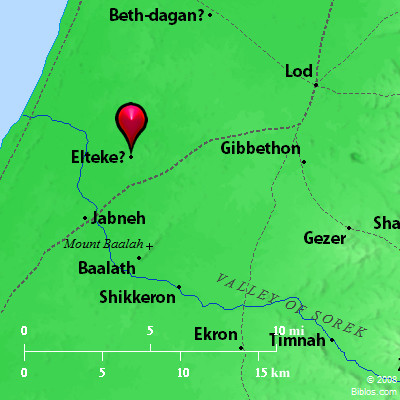 Beth-dagan?
Lod
Elteke?
Gibbethon
Jabneh
Sha
Gezer
Mount Baalah
Baalath
Shikkeron
VALLEY OF SOREK
Ekron
Timnah
0 5 10 mi
0 5 10 15 km
Biblos.com